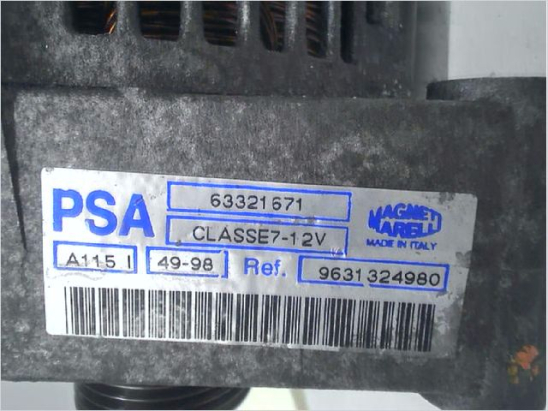 PSA
63321671
CLASSE7-12V
MAGNETI
MARELLI
MADE IN ITALY
A115 I 49-98 Ref. 9631324980